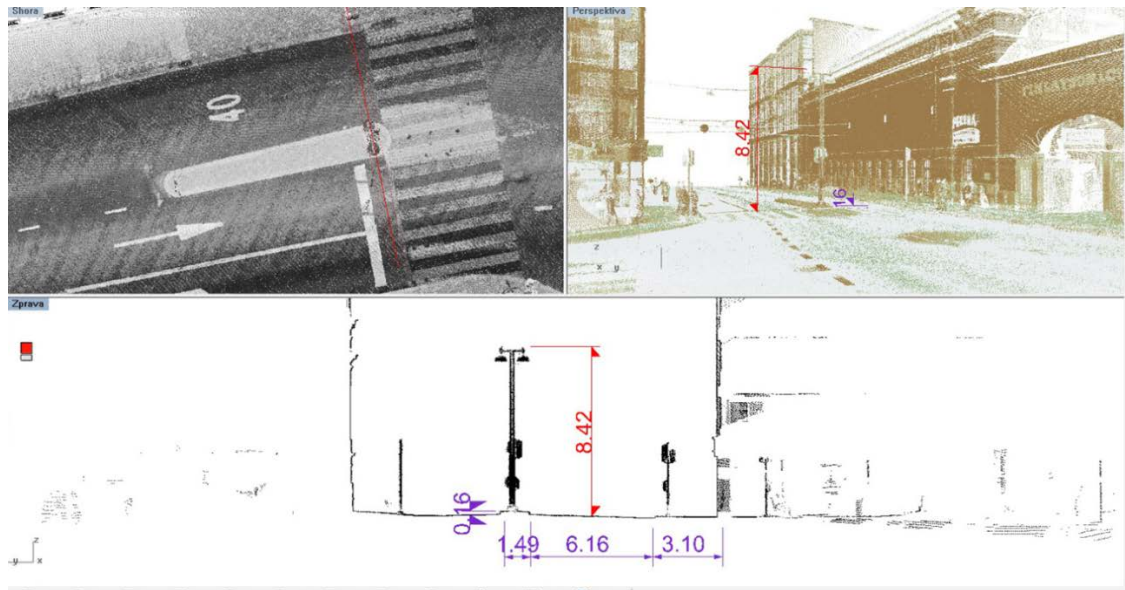 Shora
40
Perspektiva
8.42
16
z
x y
Zprava
8.42
0.16
1.49 6.16 3.10
z
y x